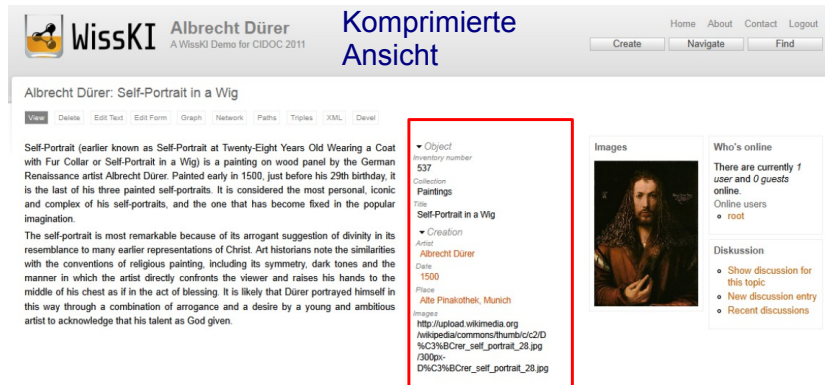 WissKI
Albrecht Dürer
A WissKI Demo for CIDOC 2011
Komprimierte
Ansicht
Home About Contact Logout
Create Navigate Find
Albrecht Dürer: Self-Portrait in a Wig
View Delete Edit Text Edit Form Graph Network Paths Triples XML Devel
Self-Portrait (earlier known as Self-Portrait at Twenty-Eight Years Old Wearing a Coat
with Fur Collar or Self-Portrait in a Wig) is a painting on wood panel by the German
Renaissance artist Albrecht Dürer. Painted early in 1500, just before his 29th birthday, it
is the last of his three painted self-portraits. It is considered the most personal, iconic
and complex of his self-portraits, and the one that has become fixed in the popular
imagination.
The self-portrait is most remarkable because of its arrogant suggestion of divinity in its
resemblance to many earlier representations of Christ. Art historians note the similarities
with the conventions of religious painting, including its symmetry, dark tones and the
manner in which the artist directly confronts the viewer and raises his hands to the
middle of his chest as if in the act of blessing. It is likely that Dürer portrayed himself in
this way through a combination of arrogance and a desire by a young and ambitious
artist to acknowledge that his talent as God given.
Object
Inventory number
537
Collection
Paintings
Title
Self-Portrait in a Wig
Creation
Artist
Albrecht Dürer
Date
1500
Place
Alte Pinakothek, Munich
Images
http://upload.wikimedia.org
/wikipedia/commons/thumb/c/c2/D
%C3%BCrer_self_portrait_28.jpg
/300px-
D%C3%BCrer_self_portrait_28.jpg
Images
Who's online
There are currently 1
user and 0 guests
online.
Online users
root
Discussion
Show discussion for
this topic
New discussion entry
Recent discussions